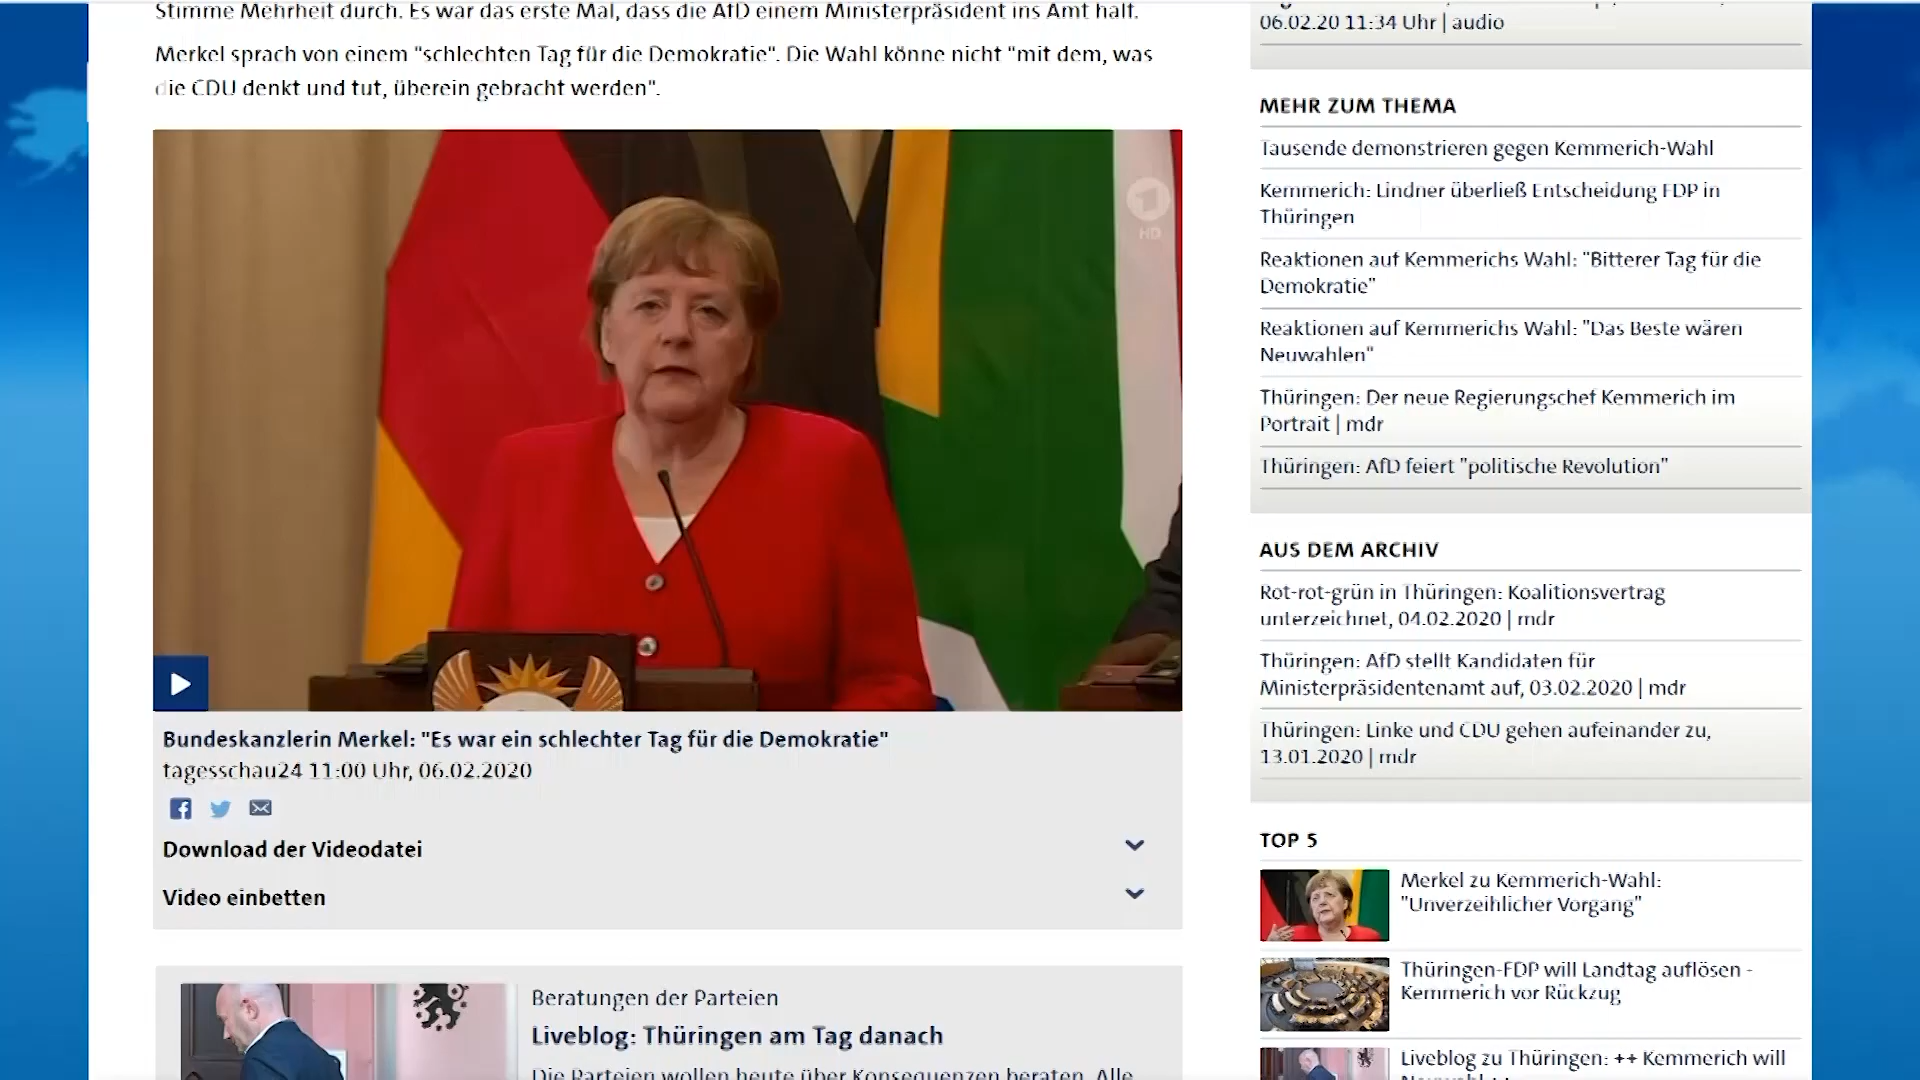 Stimme Mehrheit durch. Es war das erste Mal, dass die AfD einem Ministerpräsident ins Amt half.
Merkel sprach von einem "schlechten Tag für die Demokratie". Die Wahl könne nicht "mit dem, was
die CDU denkt und tut, überein gebracht werden".
HD
Bundeskanzlerin Merkel: "Es war ein schlechter Tag für die Demokratie"
tagesschau24 11:00 Uhr, 06.02.2020
Download der Videodatei
Video einbetten
Beratungen der Parteien
Liveblog: Thüringen am Tag danach
Die Parteien wollen heute über Konsequenzen beraten. Alle
06.02.20 11:34 Uhr | audio
MEHR ZUM THEMA
Tausende demonstrieren gegen Kemmerich-Wahl
Kemmerich: Lindner überließ Entscheidung FDP in
Thüringen
Reaktionen auf Kemmerichs Wahl: "Bitterer Tag für die
Demokratie"
Reaktionen auf Kemmerichs Wahl: "Das Beste wären
Neuwahlen"
Thüringen: Der neue Regierungschef Kemmerich im
Portrait | mdr
Thüringen: AfD feiert "politische Revolution"
AUS DEM ARCHIV
Rot-rot-grün in Thüringen: Koalitionsvertrag
unterzeichnet, 04.02.2020 | mdr
Thüringen: AfD stellt Kandidaten für
Ministerpräsidentenamt auf, 03.02.2020 | mdr
Thüringen: Linke und CDU gehen aufeinander zu,
13.01.2020 | mdr
TOP 5
Merkel zu Kemmerich-Wahl:
"Unverzeihlicher Vorgang"
Thüringen-FDP will Landtag auflösen -
Kemmerich vor Rückzug
Liveblog zu Thüringen: ++ Kemmerich will